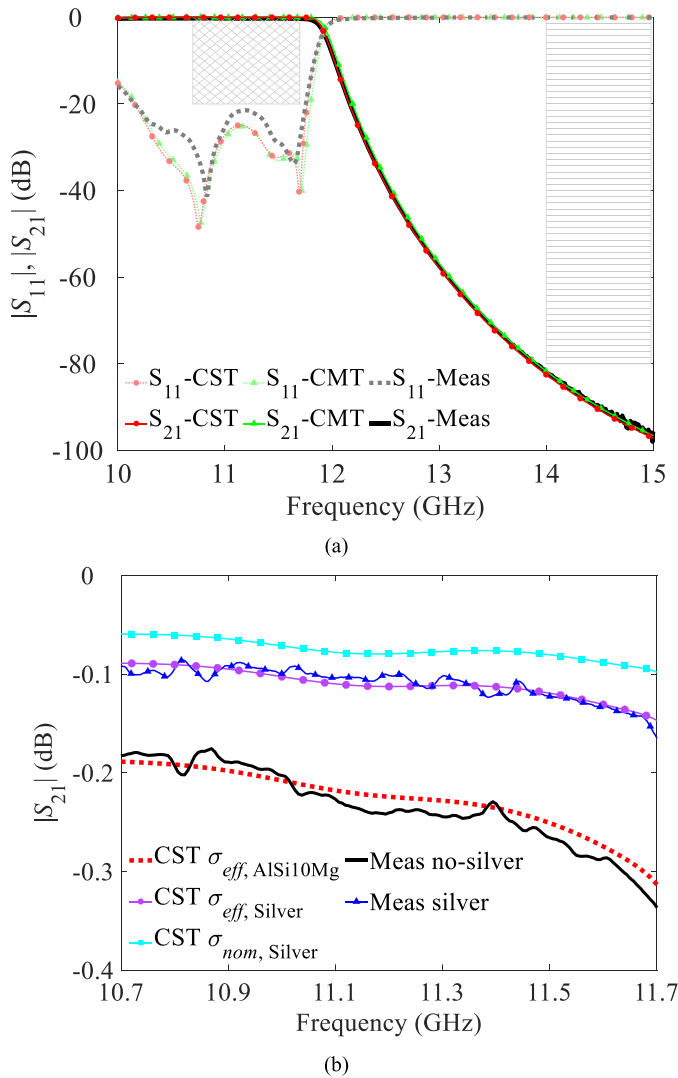 0
-20
-40
-60
-80
-100
|S11|, |S21| (dB)
S11-CST S11-CMT S11-Meas
S21-CST S21-CMT S21-Meas
10 11 12 13 14 15
Frequency (GHz)
(a)
0
-0.1
-0.2
-0.3
-0.4
|S21| (dB)
CST σeff, AlSi10Mg Meas no-silver
CST σeff, Silver Meas silver
CST σnom, Silver
10.7 10.9 11.1 11.3 11.5 11.7
Frequency (GHz)
(b)